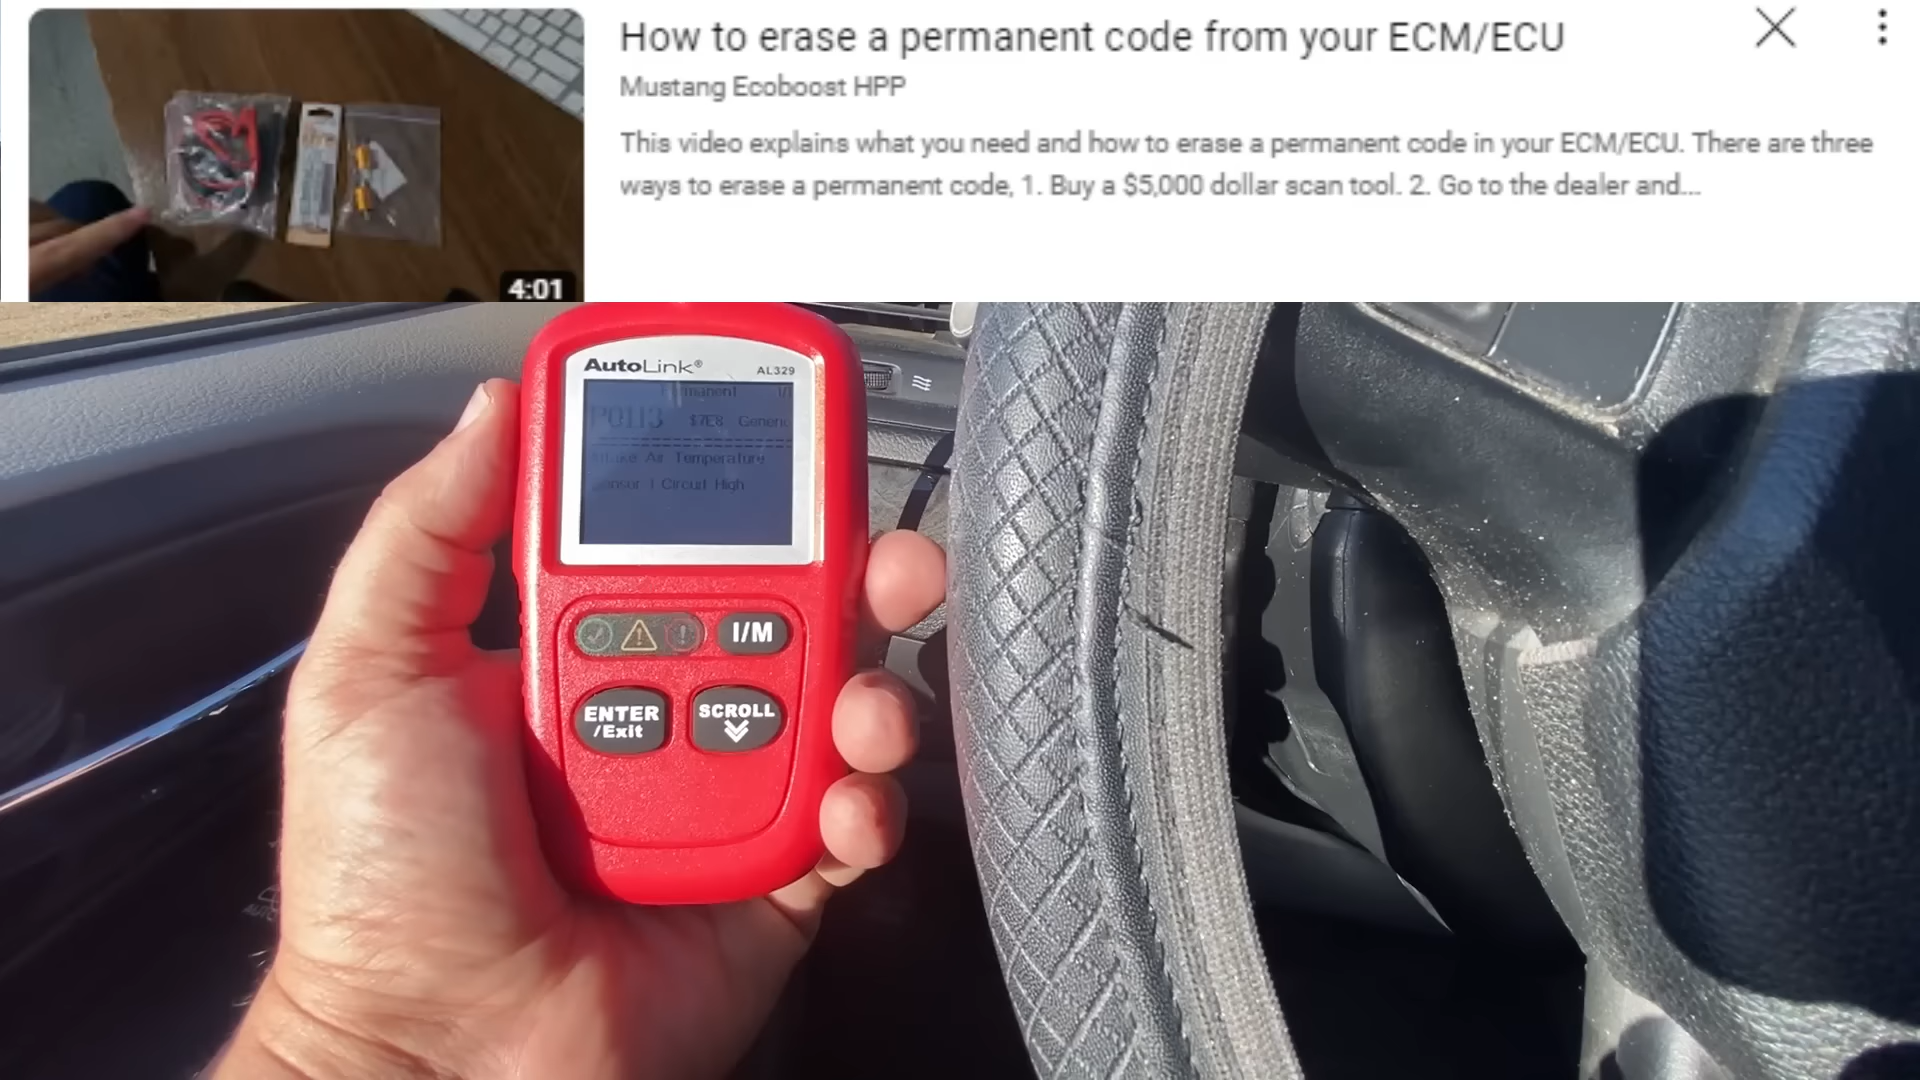 How to erase a permanent code from your ECM/ECU
Mustang Ecoboost HPP
This video explains what you need and how to erase a permanent code in your ECM/ECU. There are three
ways to erase a permanent code, 1. Buy a $5,000 dollar scan tool. 2. Go to the dealer and...
4:01
AutoLink®
AL329
P0113 $7E8
Air Temperature
1 Circuit High
I/M
ENTER
/Exit
SCROLL